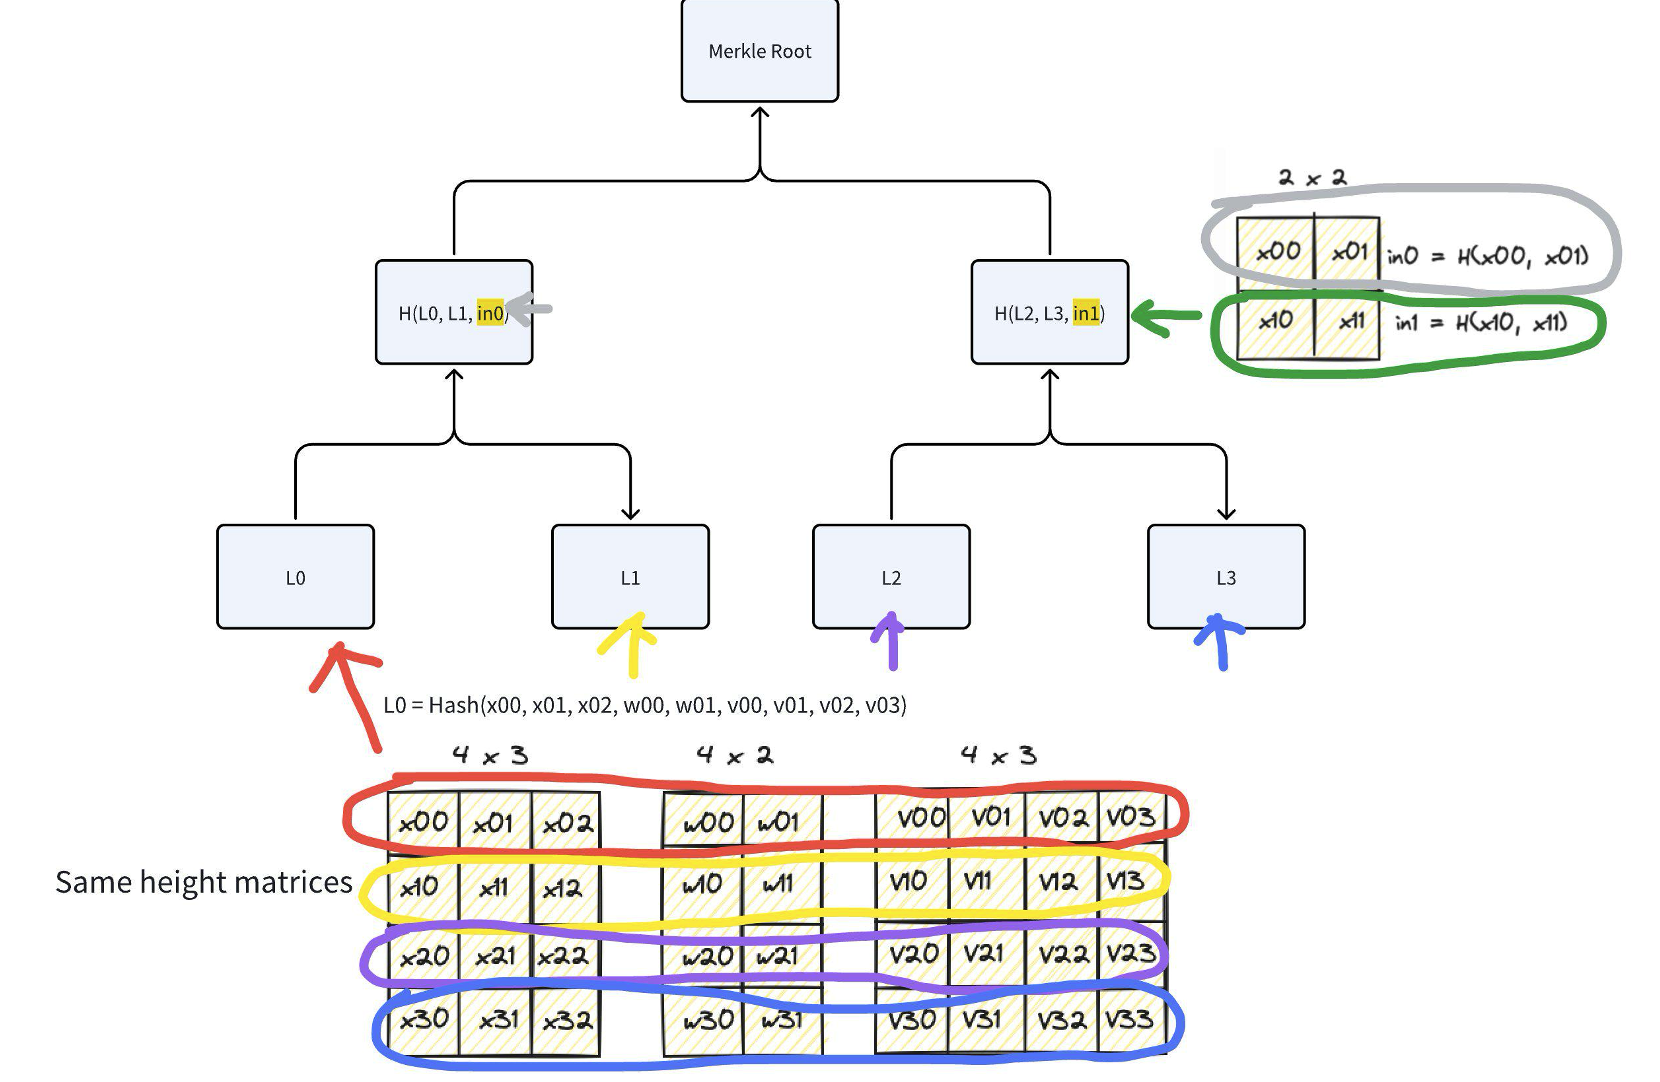 Merkle Root
2 x 2
x00 x01 in0 = H(x00, x01)
H(L0, L1, in0)
H(L2, L3, in1)
x10 x11 in1 = H(x10, x11)
L0
L1
L2
L3
L0 = Hash(x00, x01, x02, w00, w01, v00, v01, v02, v03)
4 x 3
4 x 2
4 x 3
x00 x01 x02 w00 w01 V00 V01 V02 V03
Same height matrices
x10 x11 x12 w10 w11 V10 V11 V12 V13
x20 x21 x22 w20 w21 V20 V21 V22 V23
x30 x31 x32 w30 w31 V30 V31 V32 V33